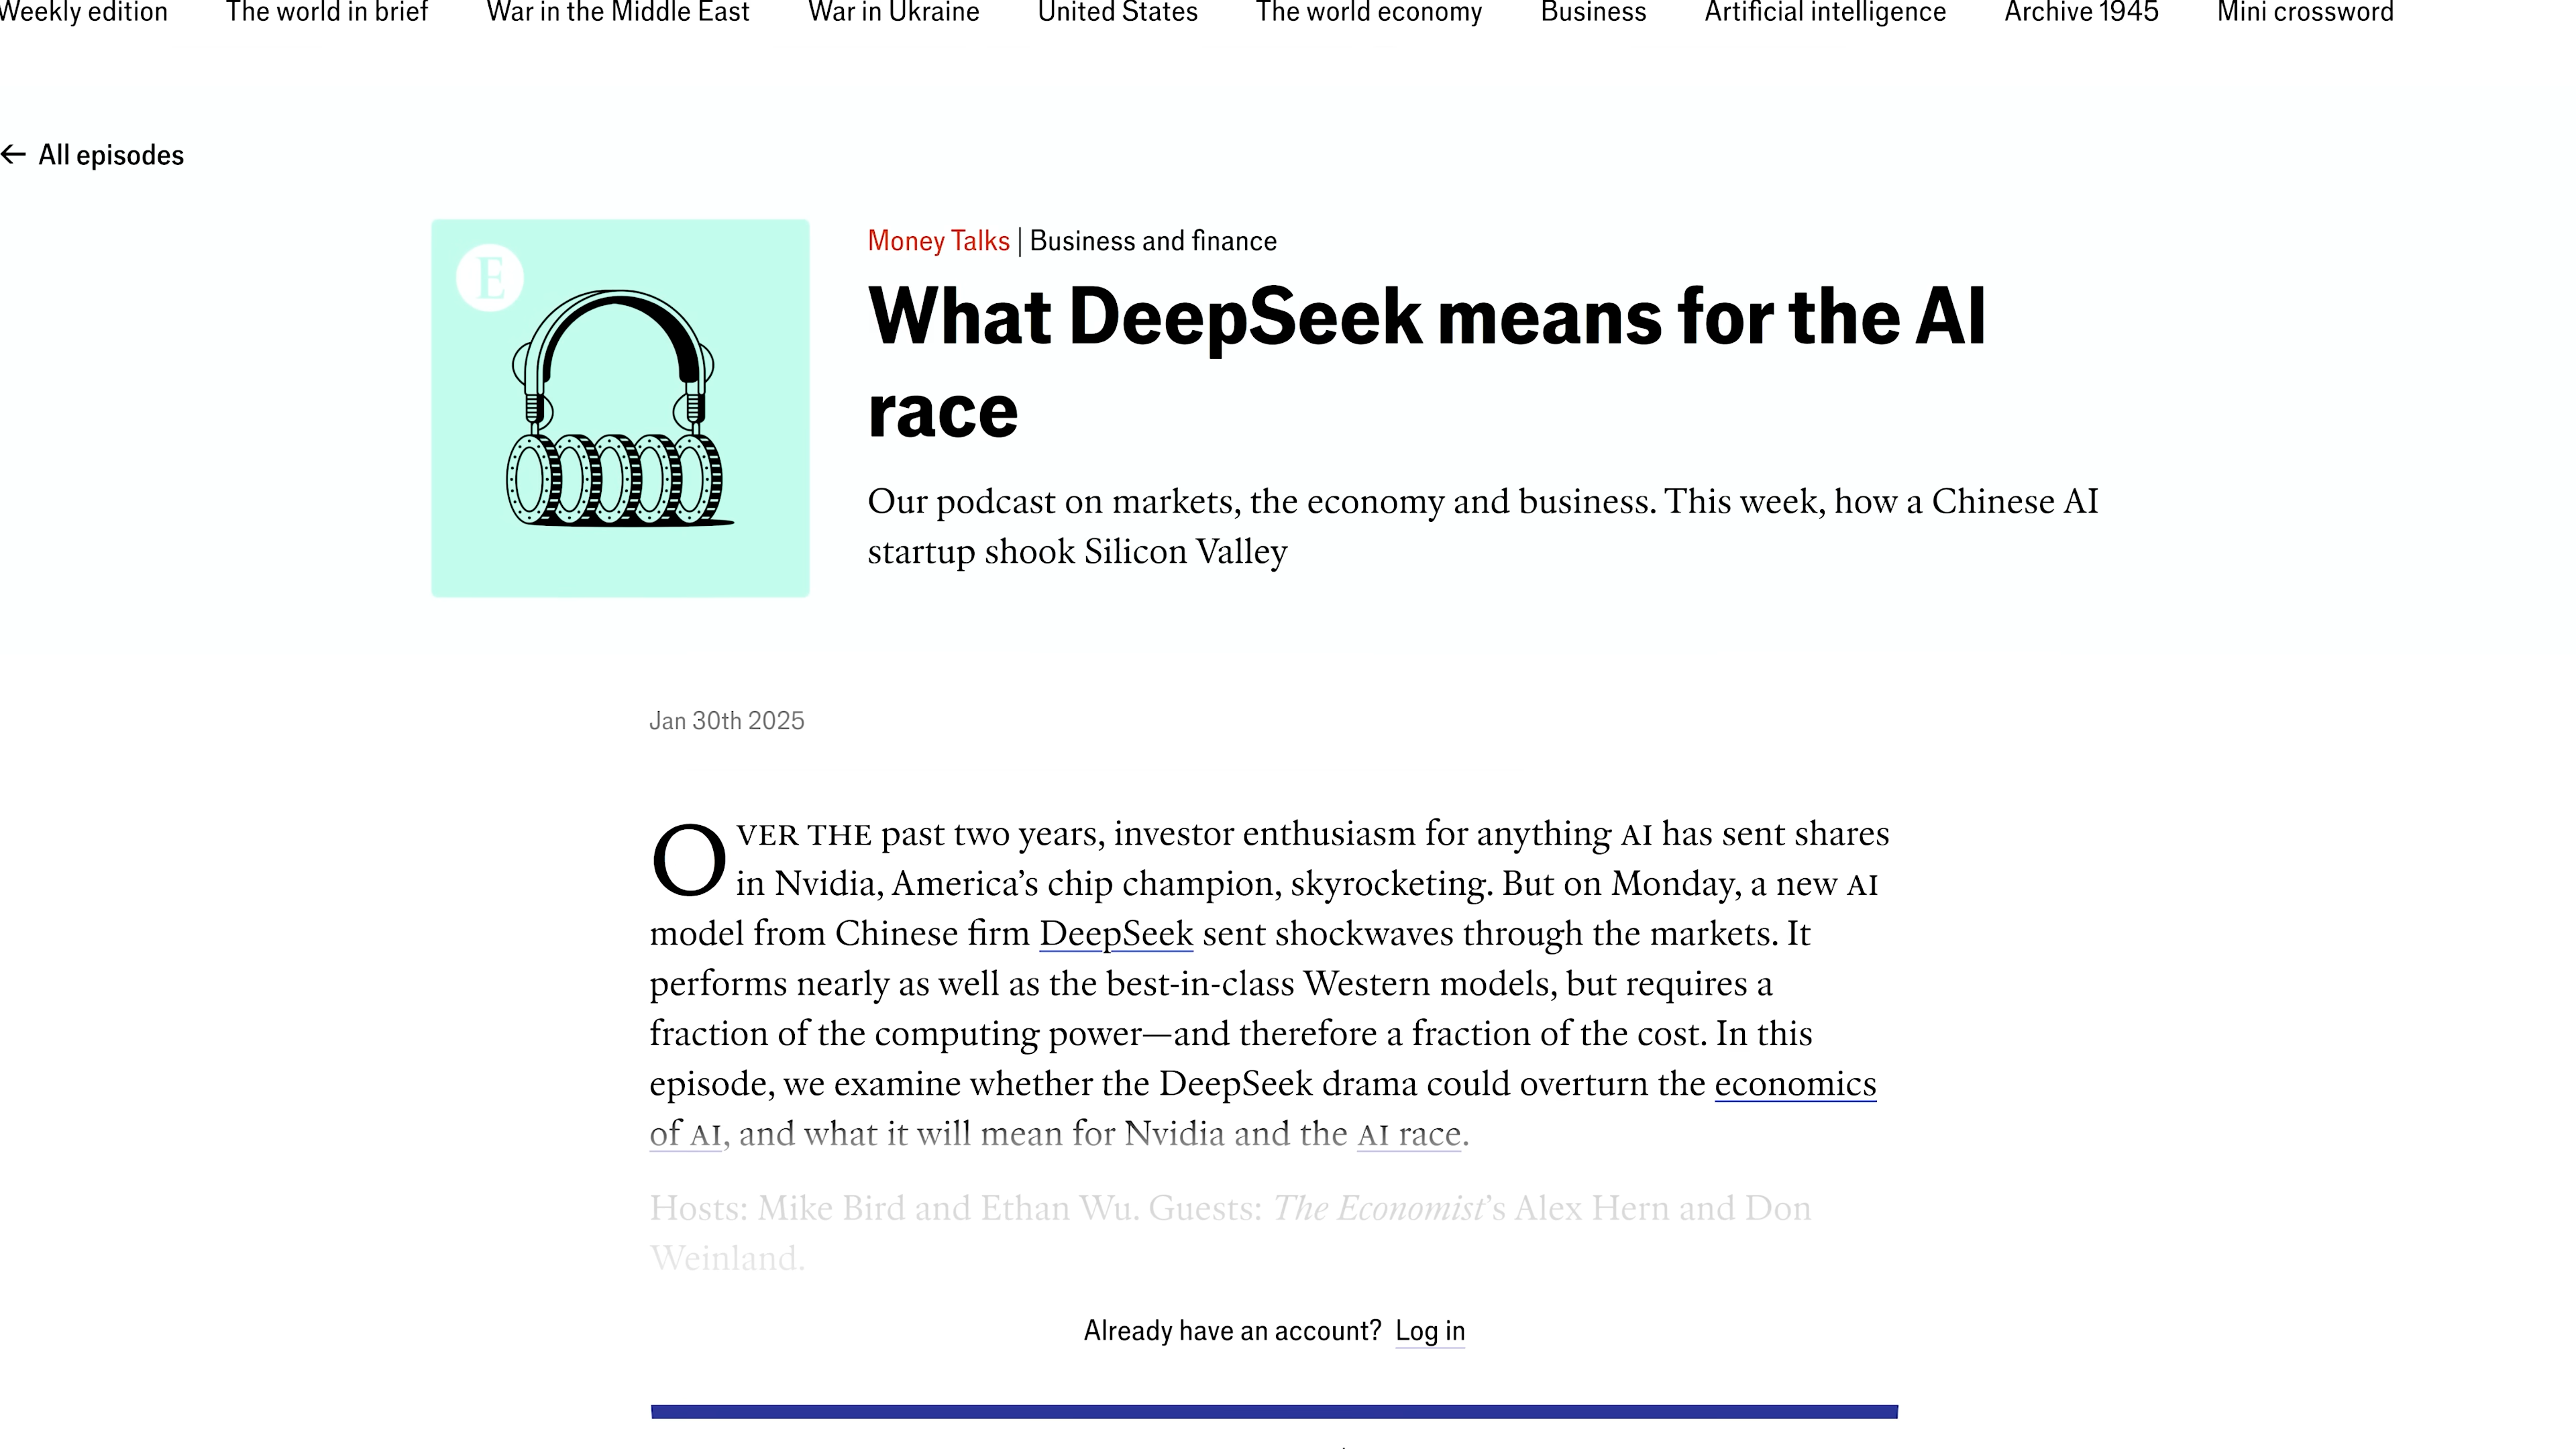 Weekly edition The world in brief War in the Middle East War in Ukraine United States The world economy Business Artificial intelligence Archive 1945 Mini crossword
← All episodes
E
Money Talks | Business and finance
What DeepSeek means for the AI
race
Our podcast on markets, the economy and business. This week, how a Chinese AI
startup shook Silicon Valley
Jan 30th 2025
OVER THE past two years, investor enthusiasm for anything AI has sent shares
in Nvidia, America’s chip champion, skyrocketing. But on Monday, a new AI
model from Chinese firm DeepSeek sent shockwaves through the markets. It
performs nearly as well as the best-in-class Western models, but requires a
fraction of the computing power—and therefore a fraction of the cost. In this
episode, we examine whether the DeepSeek drama could overturn the economics
of AI, and what it will mean for Nvidia and the AI race.
Hosts: Mike Bird and Ethan Wu. Guests: The Economist’s Alex Hern and Don
Weinland.
Already have an account? Log in